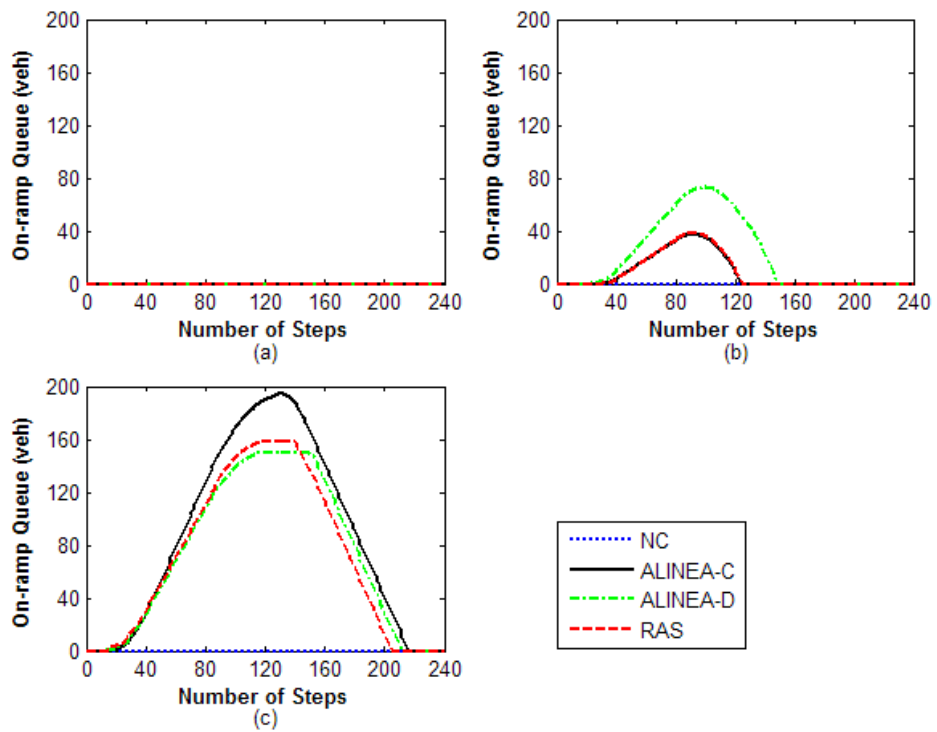 200
160
120
80
40
0
On-ramp Queue (veh)
0 40 80 120 160 200 240
Number of Steps
(a)
200
160
120
80
40
0
On-ramp Queue (veh)
0 40 80 120 160 200 240
Number of Steps
(b)
200
160
120
80
40
0
On-ramp Queue (veh)
0 40 80 120 160 200 240
Number of Steps
(c)
NC
ALINEA-C
ALINEA-D
RAS